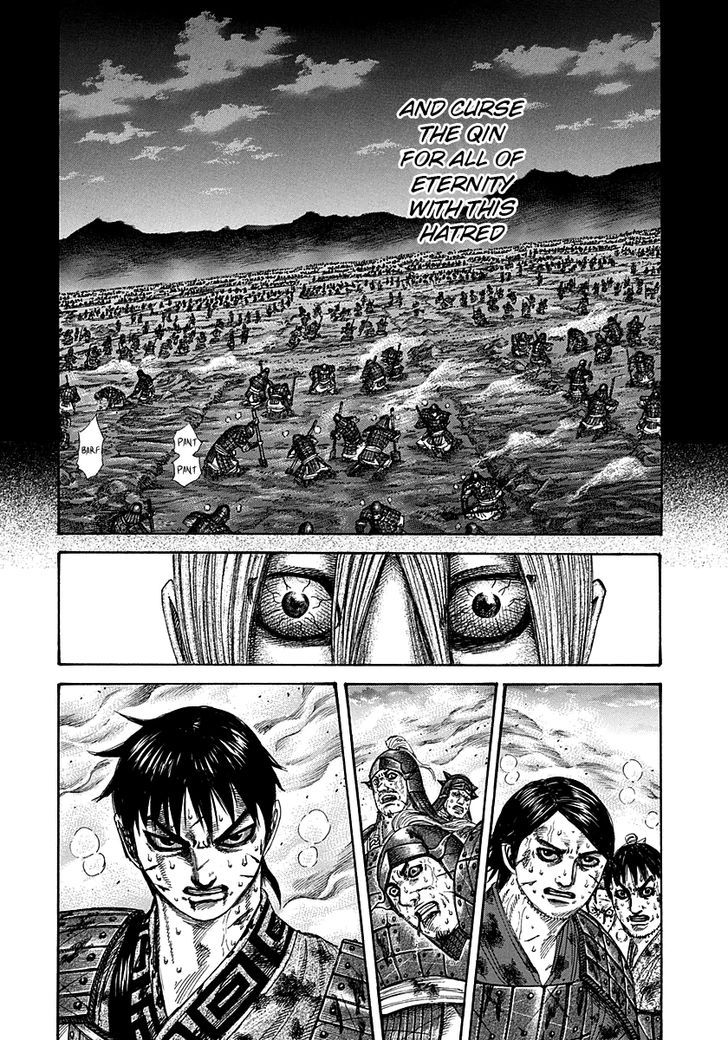 AND CURSE
THE QIN
FOR ALL OF
ETERNITY
WITH THIS
HATRED
PANT
PANT
BARF